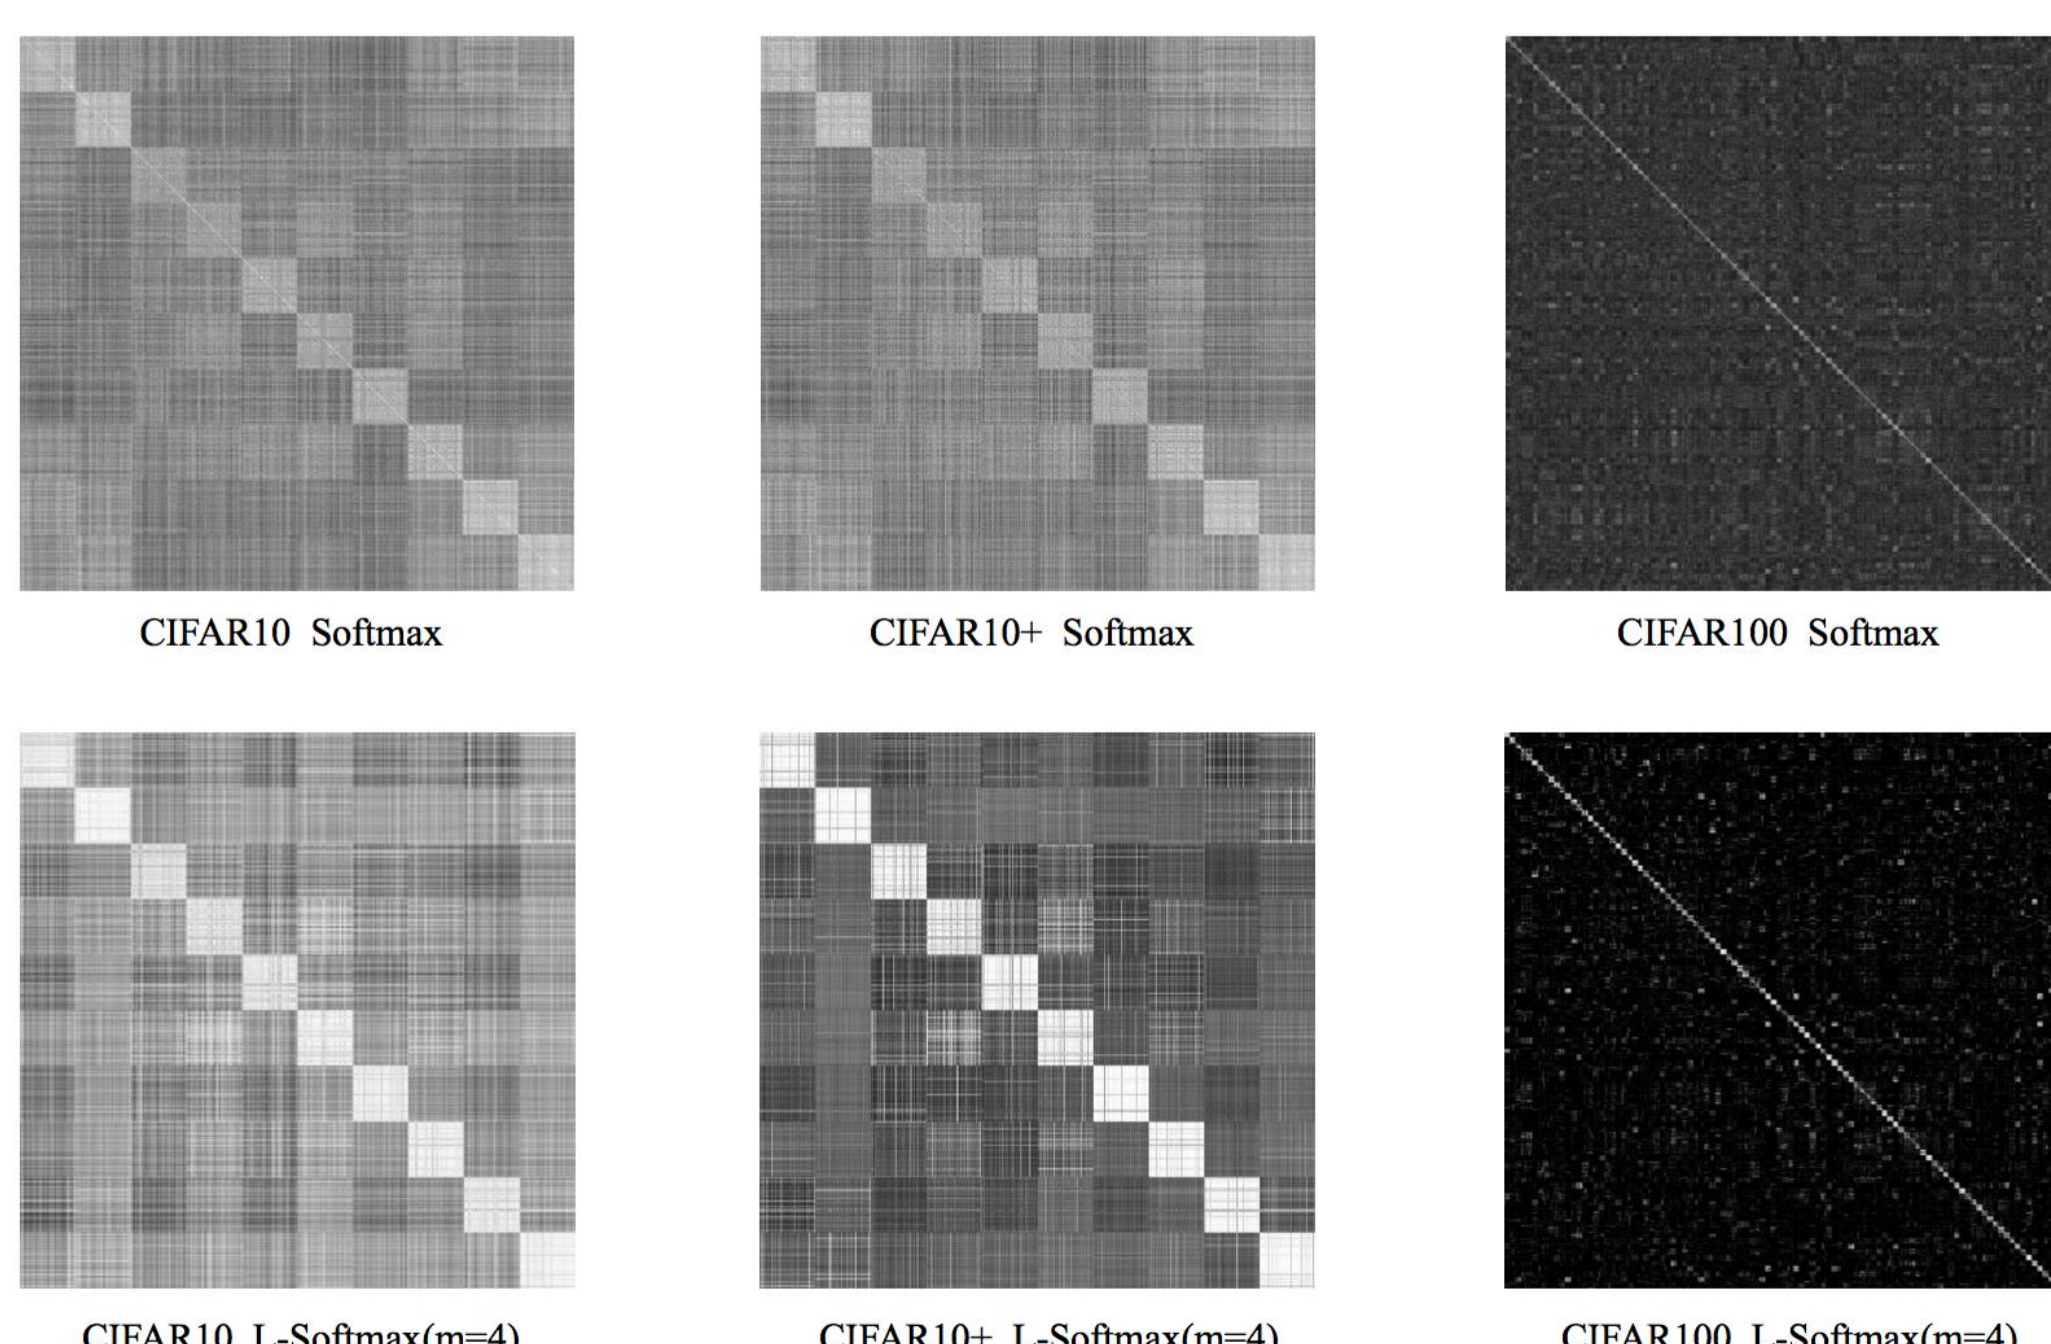 CIFAR10 Softmax
CIFAR10+ Softmax
CIFAR100 Softmax
CIFAR10 L-Softmax(m=4)
CIFAR10+ L-Softmax(m=4)
CIFAR100 L-Softmax(m=4)